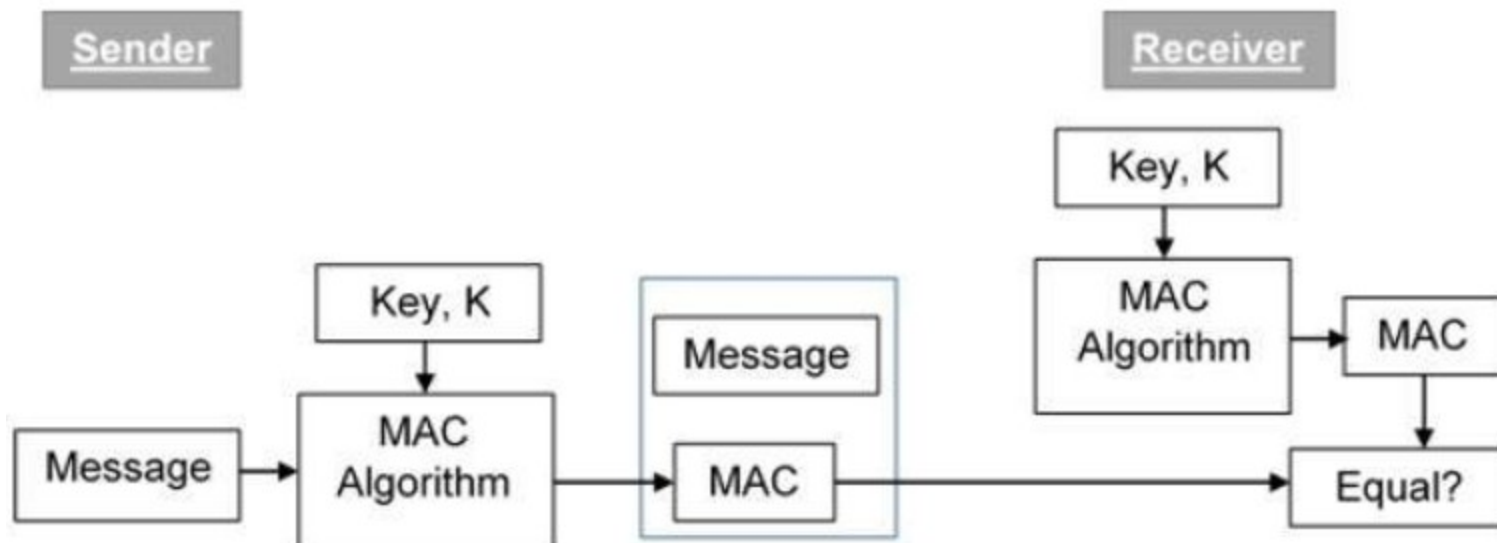 Sender
Receiver
Key, K
MAC
Algorithm
MAC
Key, K
Message
MAC
Algorithm
Message
MAC
Equal?